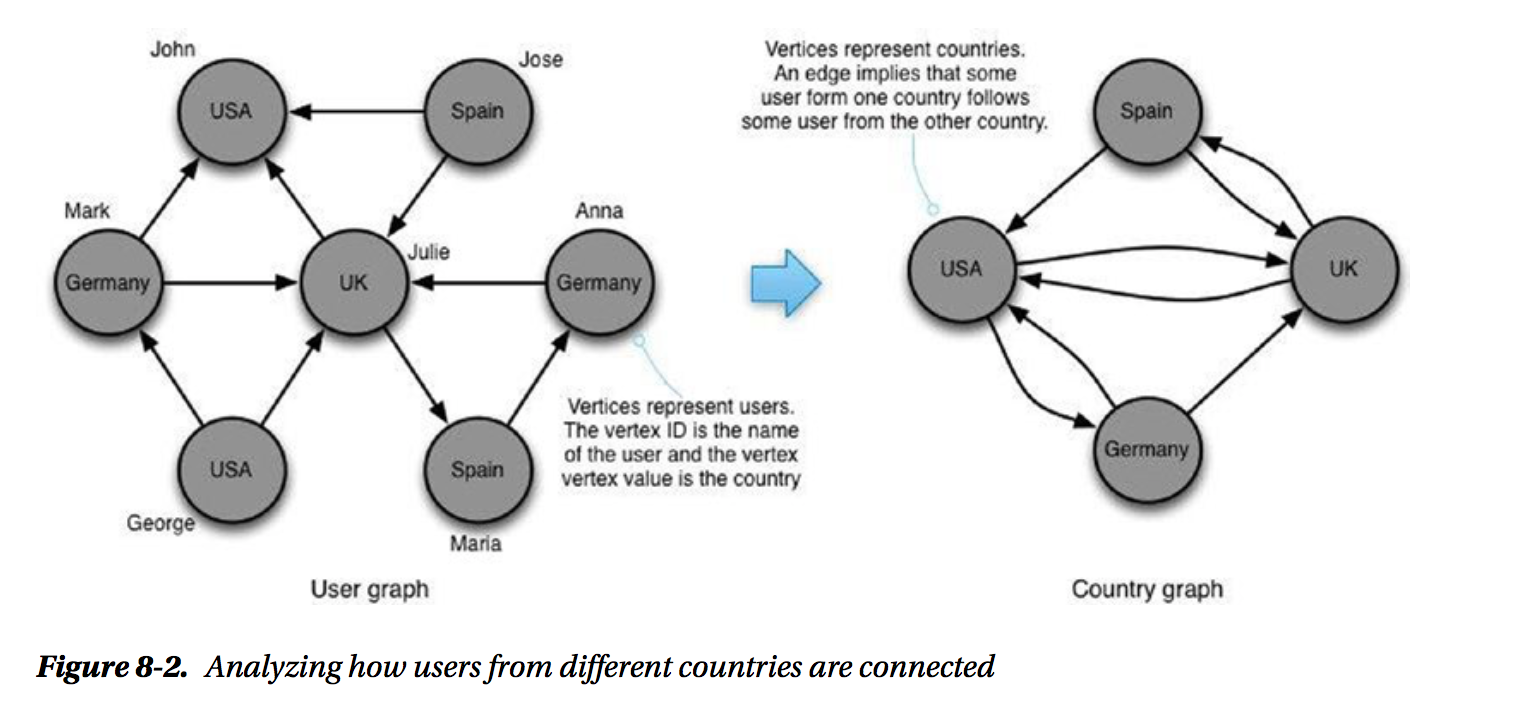 John
Jose
USA
Spain
Mark
Anna
Julie
Germany
UK
Germany
USA
Spain
George
Maria
Vertices represent users.
The vertex ID is the name
of the user and the vertex
vertex value is the country
User graph
Vertices represent countries.
An edge implies that some
user form one country follows
some user from the other country.
Spain
USA
UK
Germany
Country graph
Figure 8-2. Analyzing how users from different countries are connected